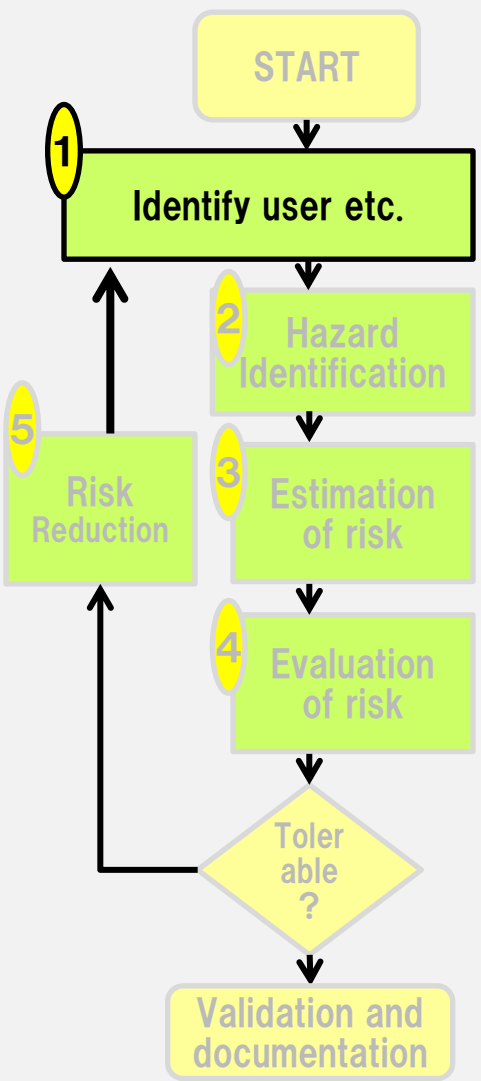 START
1
Identify user etc.
2
Hazard
Identification
5
Risk
Reduction
3
Estimation
of risk
4
Evaluation
of risk
Toler
able
?
Validation and
documentation